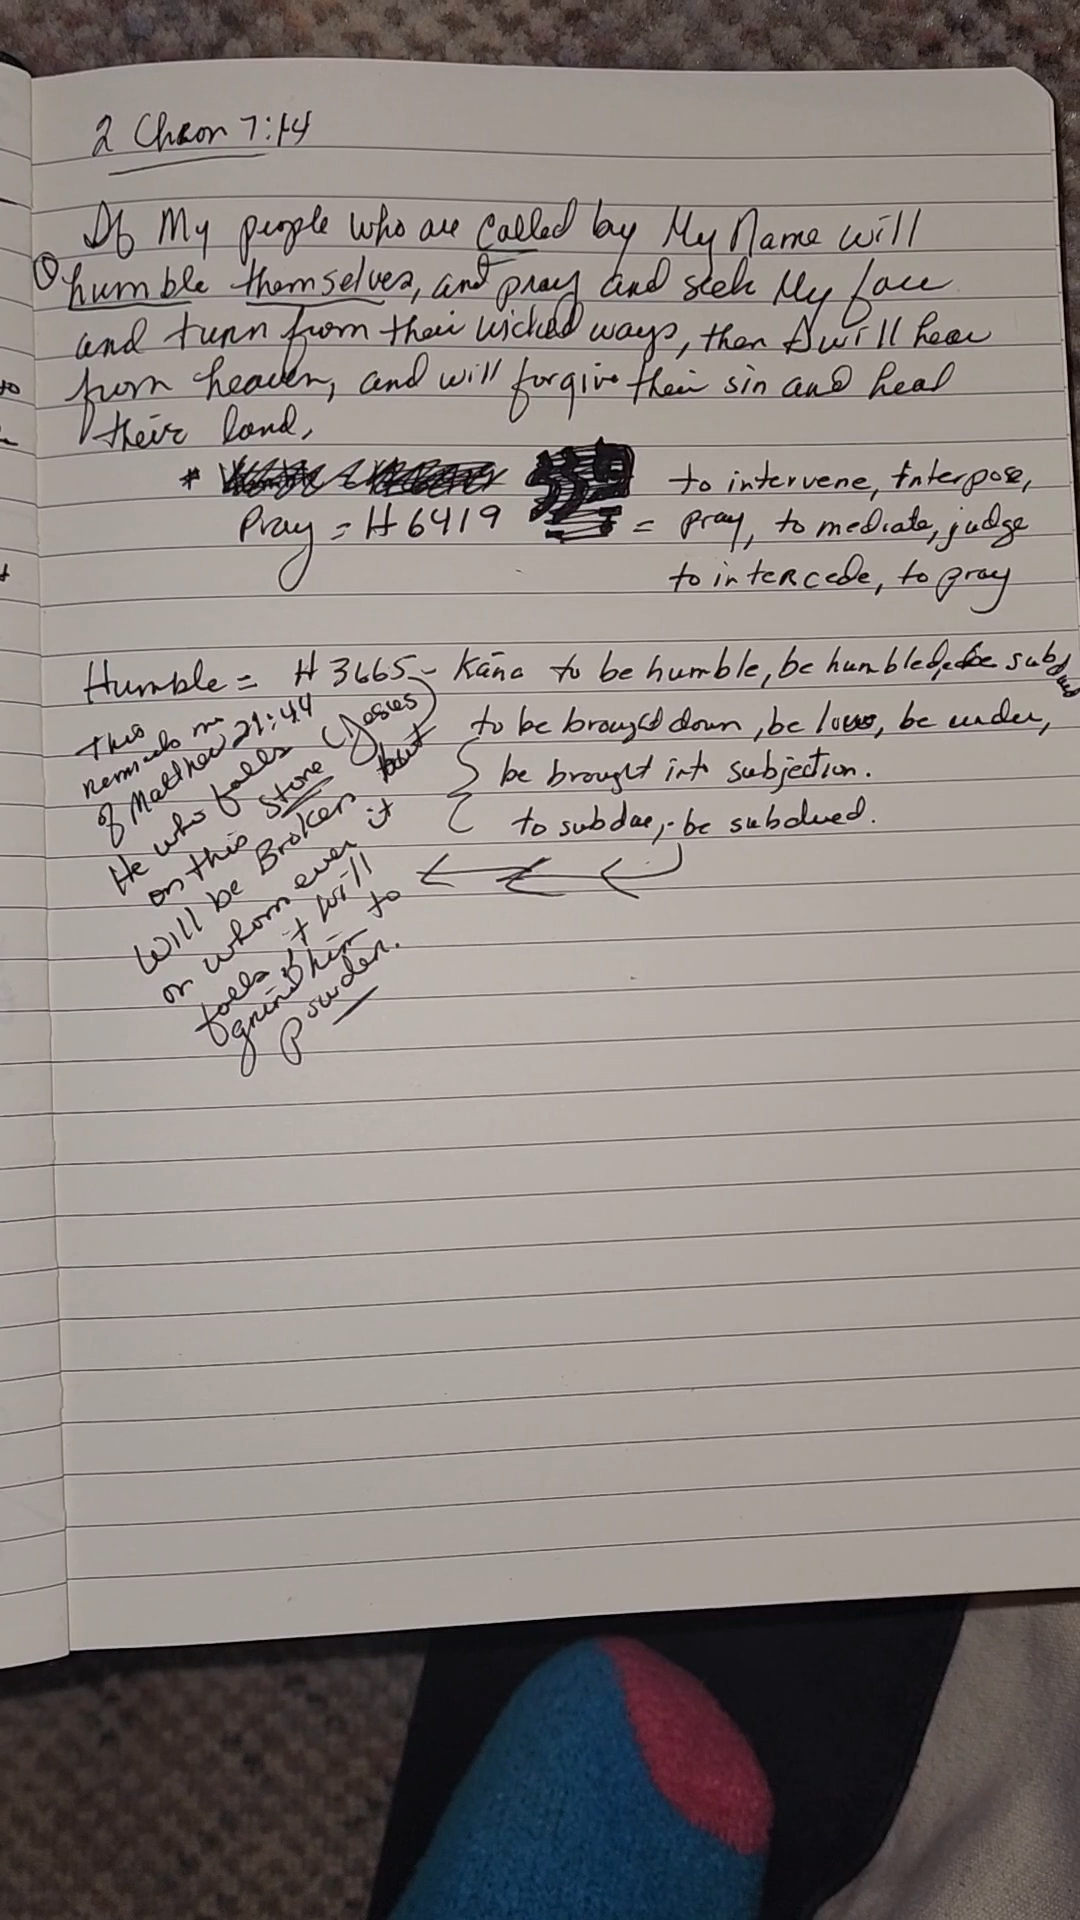 2 Chron 7:14
If My people who are called by My Name will
① humble themselves, and pray and seek My face
and turn from their wicked ways, then I will hear
from heaven, and will forgive their sin and heal
their land,
* to intervene, interpose,
Pray = H6419 = pray, to mediate, judge
to intercede, to pray
Humble = H3665 - Kāna to be humble, be humbled, be subdued
to be brought down, be low, be under,
be brought into subjection.
to subdue, - be subdued.
This
reminds me
of Matthew 21:44
He who falls
on this Stone (Jesus)
Will be Broken but
on whom ever it
falls it will
grind him to
powder.